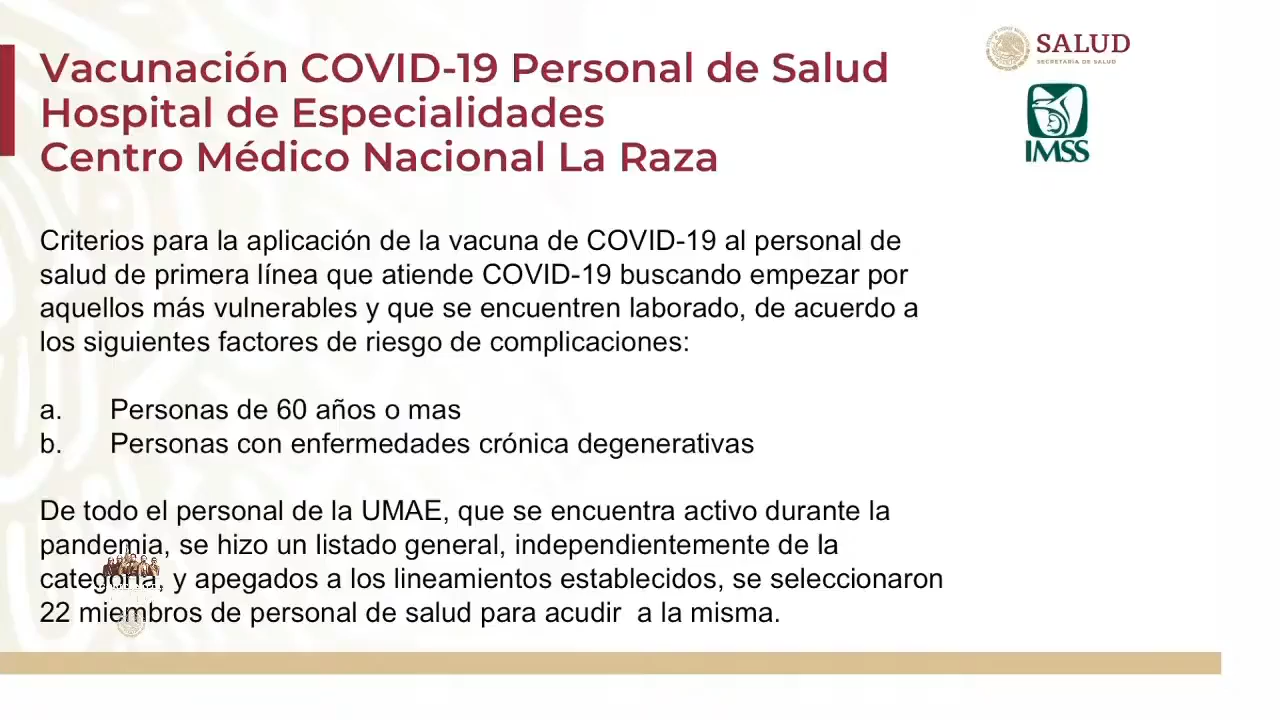 Vacunación COVID-19 Personal de Salud
Hospital de Especialidades
Centro Médico Nacional La Raza
SALUD
SECRETARÍA DE SALUD
IMSS
Criterios para la aplicación de la vacuna de COVID-19 al personal de
salud de primera línea que atiende COVID-19 buscando empezar por
aquellos más vulnerables y que se encuentren laborado, de acuerdo a
los siguientes factores de riesgo de complicaciones:
a. Personas de 60 años o mas
b. Personas con enfermedades crónica degenerativas
De todo el personal de la UMAE, que se encuentra activo durante la
pandemia, se hizo un listado general, independientemente de la
categoría, y apegados a los lineamientos establecidos, se seleccionaron
22 miembros de personal de salud para acudir  a la misma.